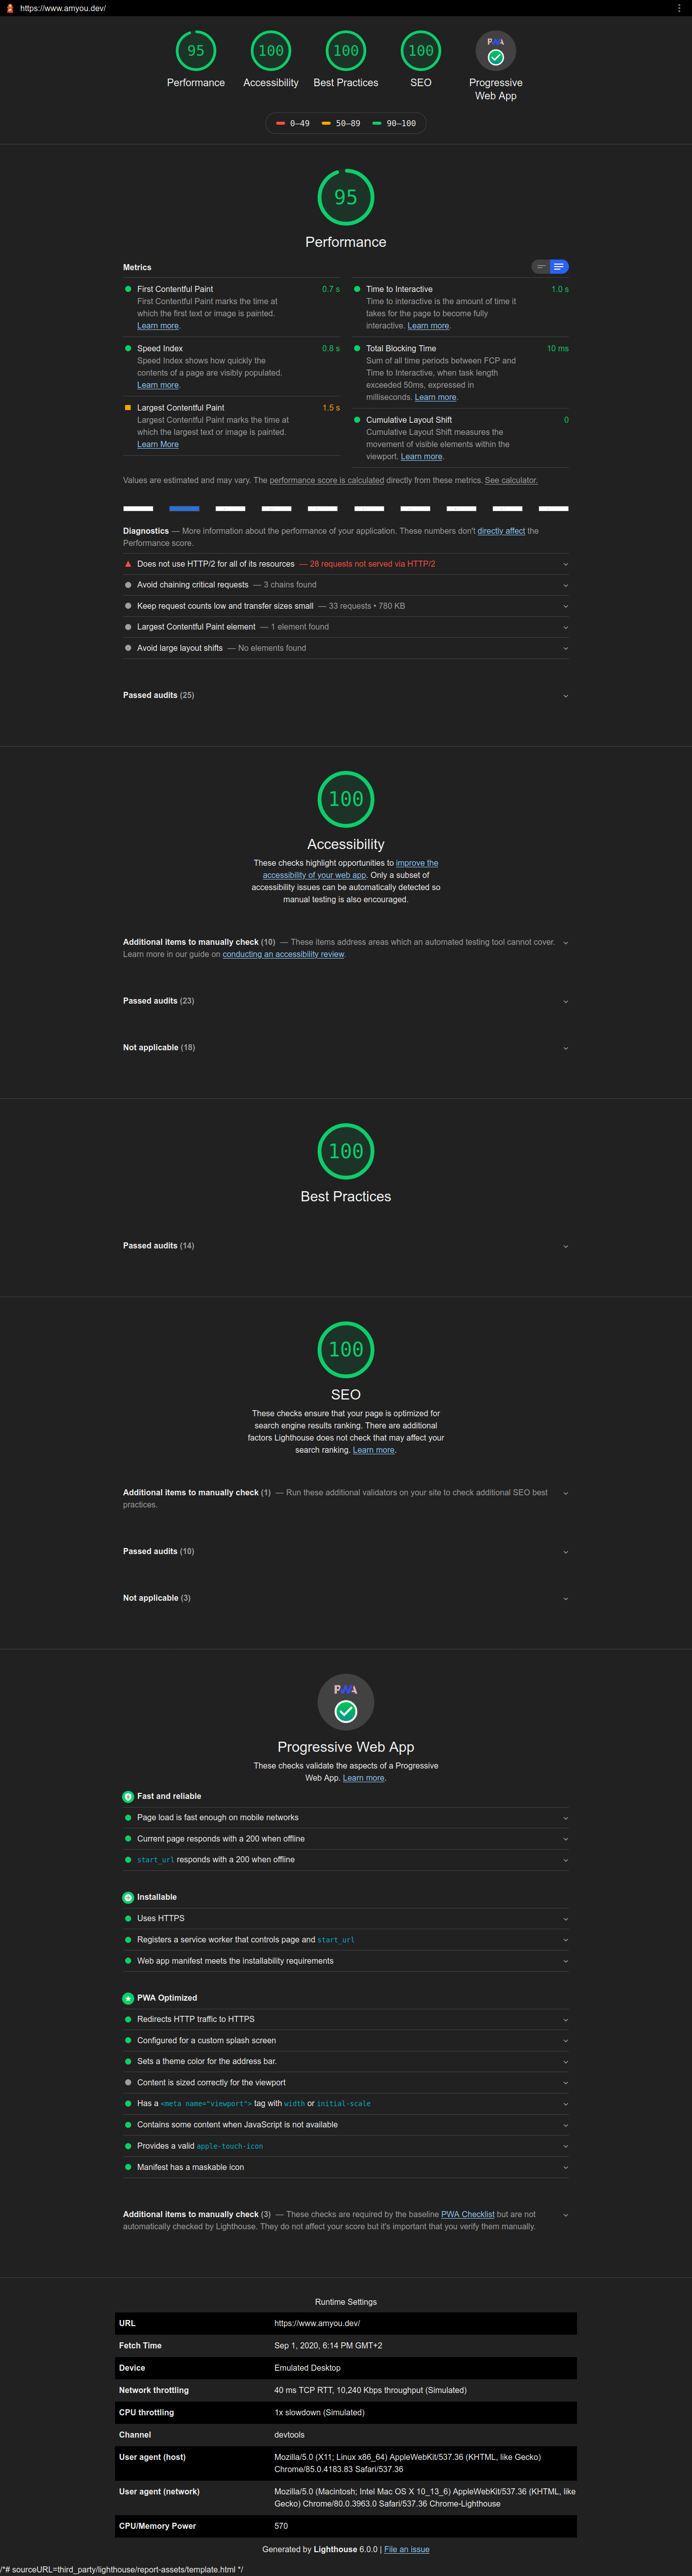 https://www.amyou.dev/
95
100
100
100
PWA
Performance
Accessibility
Best Practices
SEO
Progressive
Web App
0–49
50–89
90–100
95
Performance
Metrics
First Contentful Paint
0.7 s
First Contentful Paint marks the time at
which the first text or image is painted.
Learn more.
Time to Interactive
1.0 s
Time to interactive is the amount of time it
takes for the page to become fully
interactive. Learn more.
Speed Index
0.8 s
Speed Index shows how quickly the
contents of a page are visibly populated.
Learn more.
Total Blocking Time
10 ms
Sum of all time periods between FCP and
Time to Interactive, when task length
exceeded 50ms, expressed in
milliseconds. Learn more.
Largest Contentful Paint
1.5 s
Largest Contentful Paint marks the time at
which the largest text or image is painted.
Learn More
Cumulative Layout Shift
0
Cumulative Layout Shift measures the
movement of visible elements within the
viewport. Learn more.
Values are estimated and may vary. The performance score is calculated directly from these metrics. See calculator.
Diagnostics — More information about the performance of your application. These numbers don't directly affect the
Performance score.
Does not use HTTP/2 for all of its resources — 28 requests not served via HTTP/2
Avoid chaining critical requests — 3 chains found
Keep request counts low and transfer sizes small — 33 requests • 780 KB
Largest Contentful Paint element — 1 element found
Avoid large layout shifts — No elements found
Passed audits (25)
100
Accessibility
These checks highlight opportunities to improve the
accessibility of your web app. Only a subset of
accessibility issues can be automatically detected so
manual testing is also encouraged.
Additional items to manually check (10) — These items address areas which an automated testing tool cannot cover.
Learn more in our guide on conducting an accessibility review.
Passed audits (23)
Not applicable (18)
100
Best Practices
Passed audits (14)
100
SEO
These checks ensure that your page is optimized for
search engine results ranking. There are additional
factors Lighthouse does not check that may affect your
search ranking. Learn more.
Additional items to manually check (1) — Run these additional validators on your site to check additional SEO best
practices.
Passed audits (10)
Not applicable (3)
PWA
Progressive Web App
These checks validate the aspects of a Progressive
Web App. Learn more.
Fast and reliable
Page load is fast enough on mobile networks
Current page responds with a 200 when offline
start_url responds with a 200 when offline
Installable
Uses HTTPS
Registers a service worker that controls page and start_url
Web app manifest meets the installability requirements
PWA Optimized
Redirects HTTP traffic to HTTPS
Configured for a custom splash screen
Sets a theme color for the address bar.
Content is sized correctly for the viewport
Has a <meta name="viewport"> tag with width or initial-scale
Contains some content when JavaScript is not available
Provides a valid apple-touch-icon
Manifest has a maskable icon
Additional items to manually check (3) — These checks are required by the baseline PWA Checklist but are not
automatically checked by Lighthouse. They do not affect your score but it's important that you verify them manually.
Runtime Settings
URL
https://www.amyou.dev/
Fetch Time
Sep 1, 2020, 6:14 PM GMT+2
Device
Emulated Desktop
Network throttling
40 ms TCP RTT, 10,240 Kbps throughput (Simulated)
CPU throttling
1x slowdown (Simulated)
Channel
devtools
User agent (host)
Mozilla/5.0 (X11; Linux x86_64) AppleWebKit/537.36 (KHTML, like Gecko)
Chrome/85.0.4183.83 Safari/537.36
User agent (network)
Mozilla/5.0 (Macintosh; Intel Mac OS X 10_13_6) AppleWebKit/537.36 (KHTML, like
Gecko) Chrome/80.0.3963.0 Safari/537.36 Chrome-Lighthouse
CPU/Memory Power
570
Generated by Lighthouse 6.0.0 | File an issue
/*# sourceURL=third_party/lighthouse/report-assets/template.html */